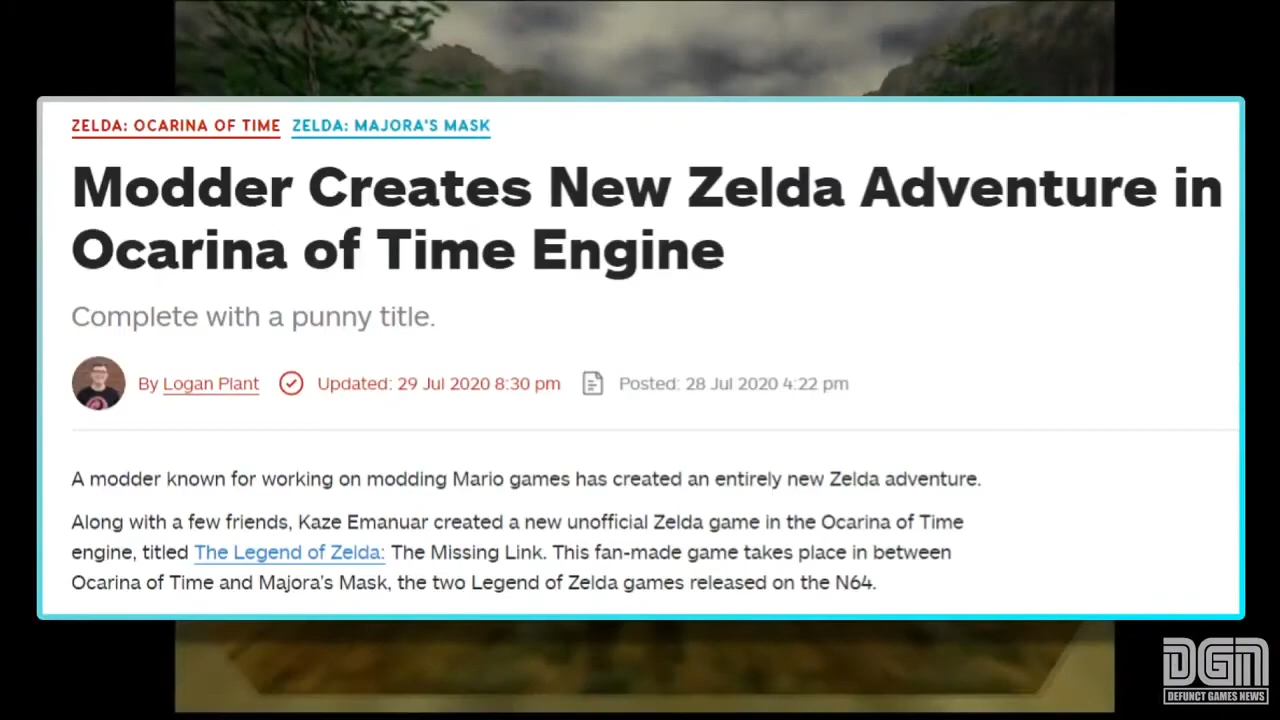 ZELDA: OCARINA OF TIME ZELDA: MAJORA'S MASK
Modder Creates New Zelda Adventure in
Ocarina of Time Engine
Complete with a punny title.
By Logan Plant Updated: 29 Jul 2020 8:30 pm Posted: 28 Jul 2020 4:22 pm
A modder known for working on modding Mario games has created an entirely new Zelda adventure.
Along with a few friends, Kaze Emanuar created a new unofficial Zelda game in the Ocarina of Time
engine, titled The Legend of Zelda: The Missing Link. This fan-made game takes place in between
Ocarina of Time and Majora's Mask, the two Legend of Zelda games released on the N64.
DGN
DEFUNCT GAMES NEWS